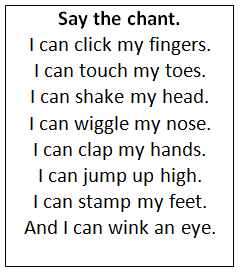 Say the chant.
I can click my fingers.
I can touch my toes.
I can shake my head.
I can wiggle my nose.
I can clap my hands.
I can jump up high.
I can stamp my feet.
And I can wink an eye.